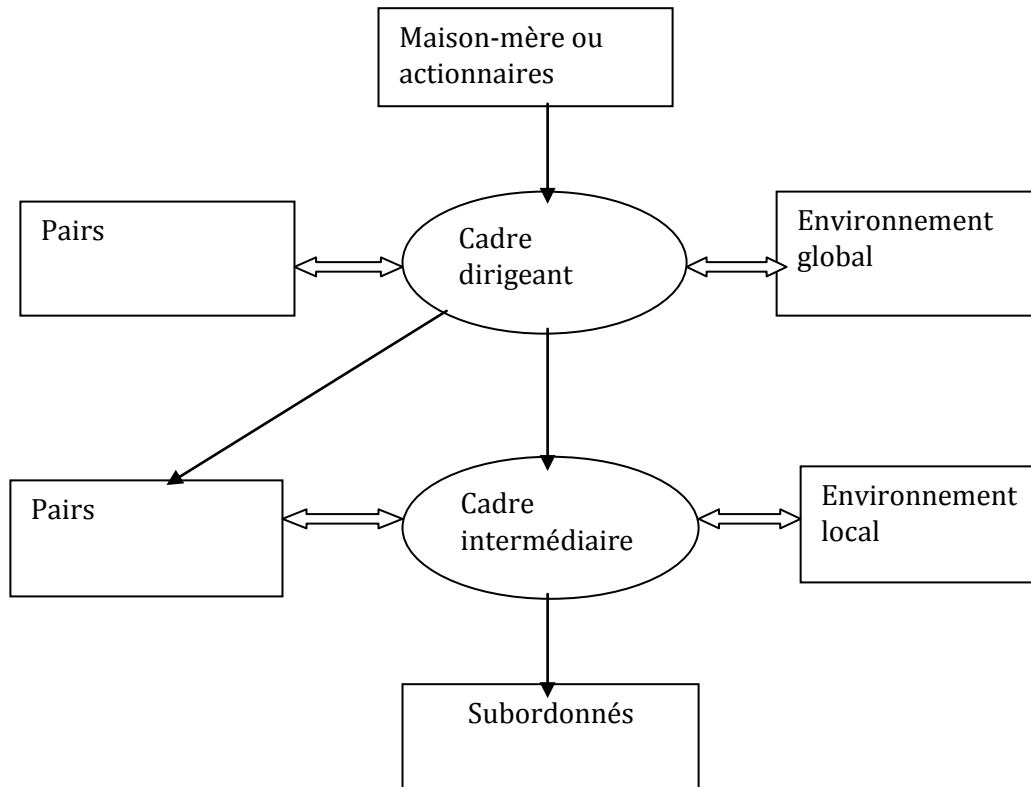 Maison-mère ou
actionnaires
Pairs
Cadre
dirigeant
Environnement
global
Pairs
Cadre
intermédiaire
Environnement
local
Subordonnés